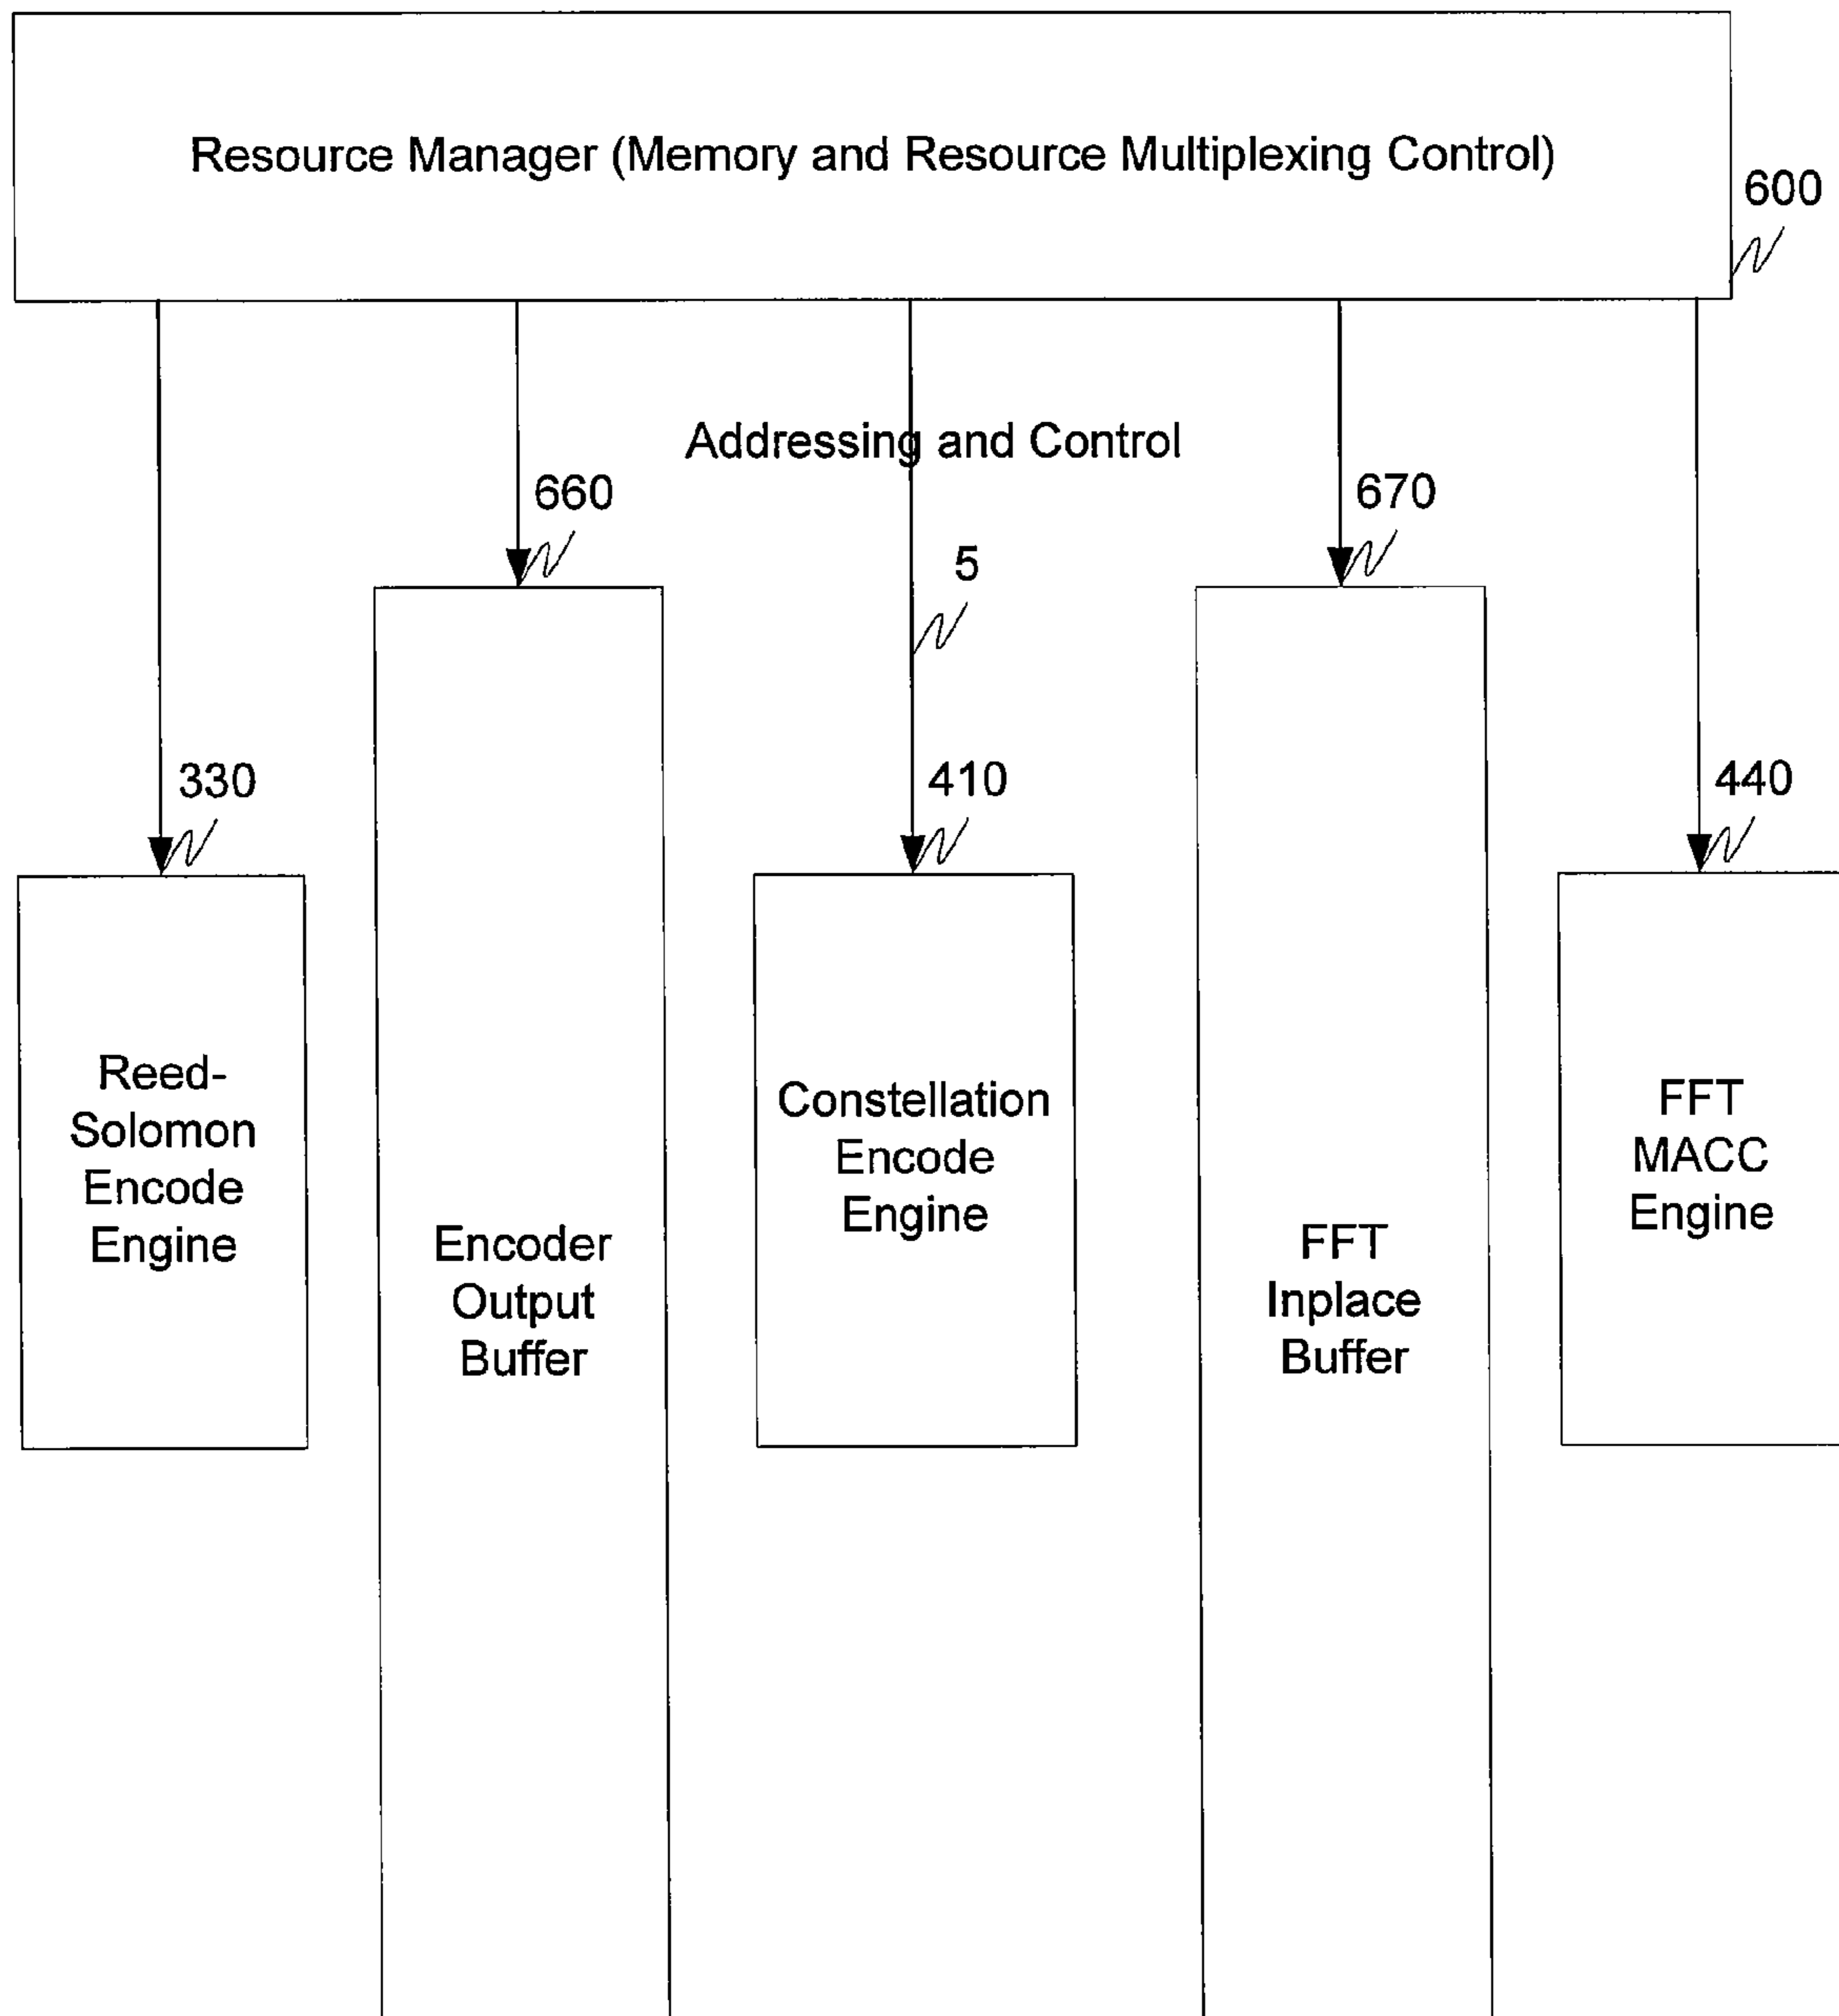 Resource Manager (Memory and Resource Multiplexing Control)
600
Addressing and Control
660
670
5
330
410
440
Reed-
Solomon
Encode
Engine
Encoder
Output
Buffer
Constellation
Encode
Engine
FFT
Inplace
Buffer
FFT
MACC
Engine